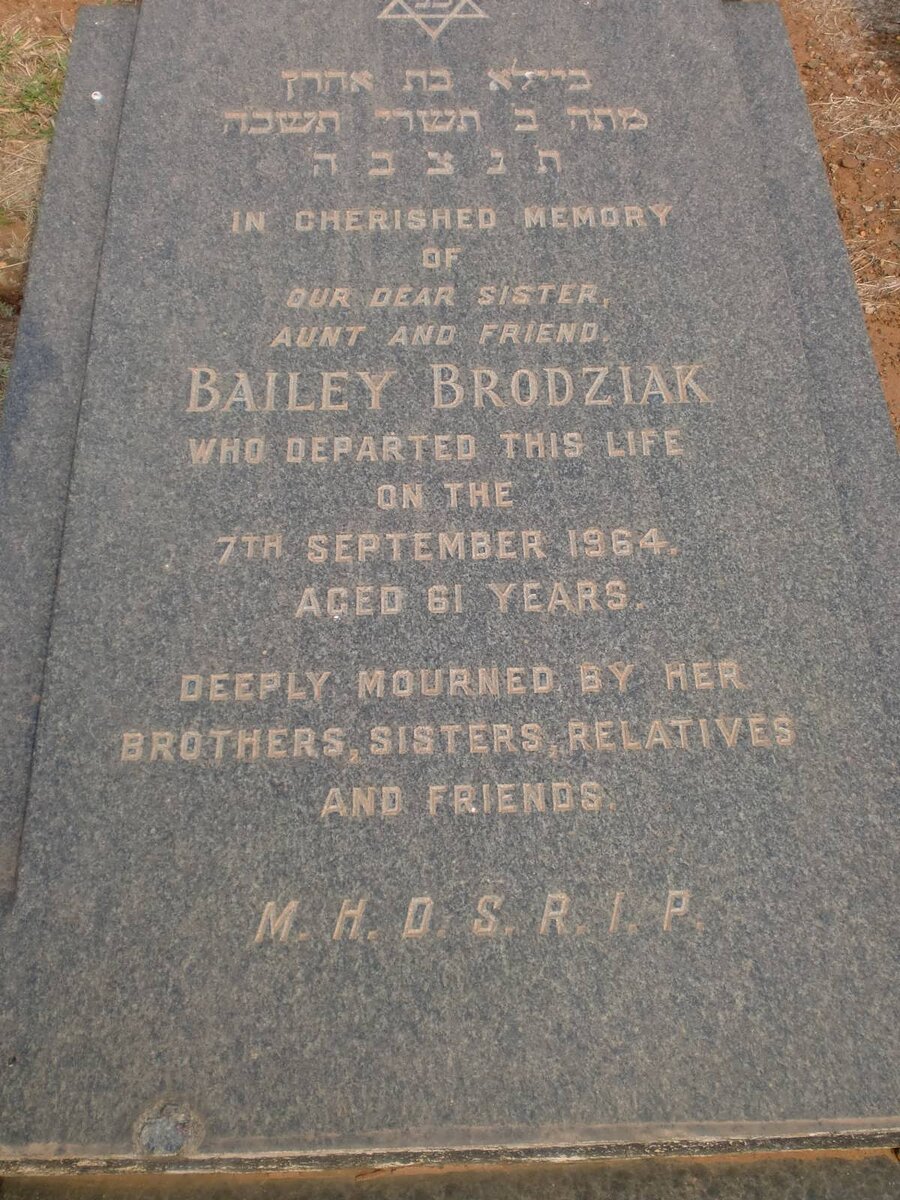 פנ
ביילא בת אהרן
מתה ב תשרי תשכה
ת נ צ ב ה
IN CHERISHED MEMORY
OF
OUR DEAR SISTER,
AUNT AND FRIEND.
BAILEY BRODZIAK
WHO DEPARTED THIS LIFE
ON THE
7TH SEPTEMBER 1964.
AGED 61 YEARS.
DEEPLY MOURNED BY HER
BROTHERS, SISTERS, RELATIVES
AND FRIENDS.
M. H. D. S. R. I. P.